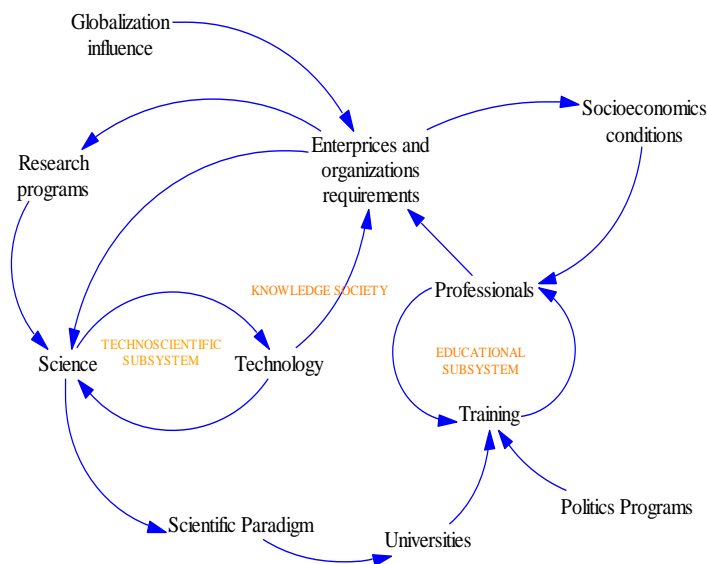 Globalization
influence
Socioeconomics
conditions
Enterprices and
organizations
requirements
Research
programs
KNOWLEDGE SOCIETY
Professionals
TECHNOSCIENTIFIC
SUBSYSTEM
EDUCATIONAL
SUBSYSTEM
Science
Technology
Training
Politics Programs
Scientific Paradigm
Universities